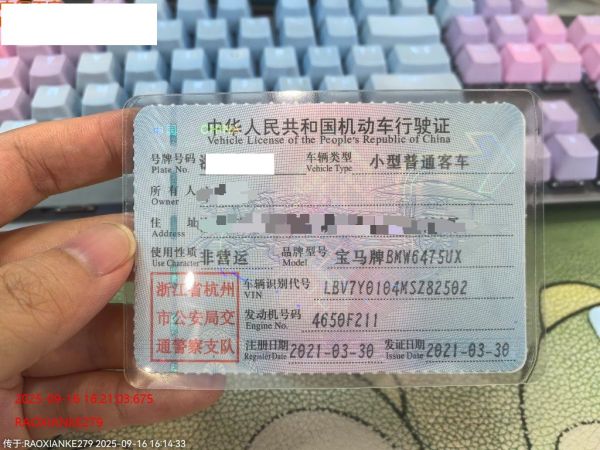 中华人民共和国机动车行驶证
Vehicle License of the People's Republic of China
号牌号码 车辆类型 小型普通客车
Plate No. Vehicle Type
所有人
Owner
住址
Address
使用性质 非营运 品牌型号 宝马牌BMW6475UX
Use Character Model
浙江省杭州
市公安局交
通警察支队
车辆识别代号 LBV7Y0104MSZ82502
VIN
发动机号码 4650F211
Engine No.
注册日期 2021-03-30 发证日期 2021-03-30
Register Date Issue Date
2025-09-16 16:21:03.675
RAOXIANKE279
传于:RAOXIANKE279 2025-09-16 16:14:33